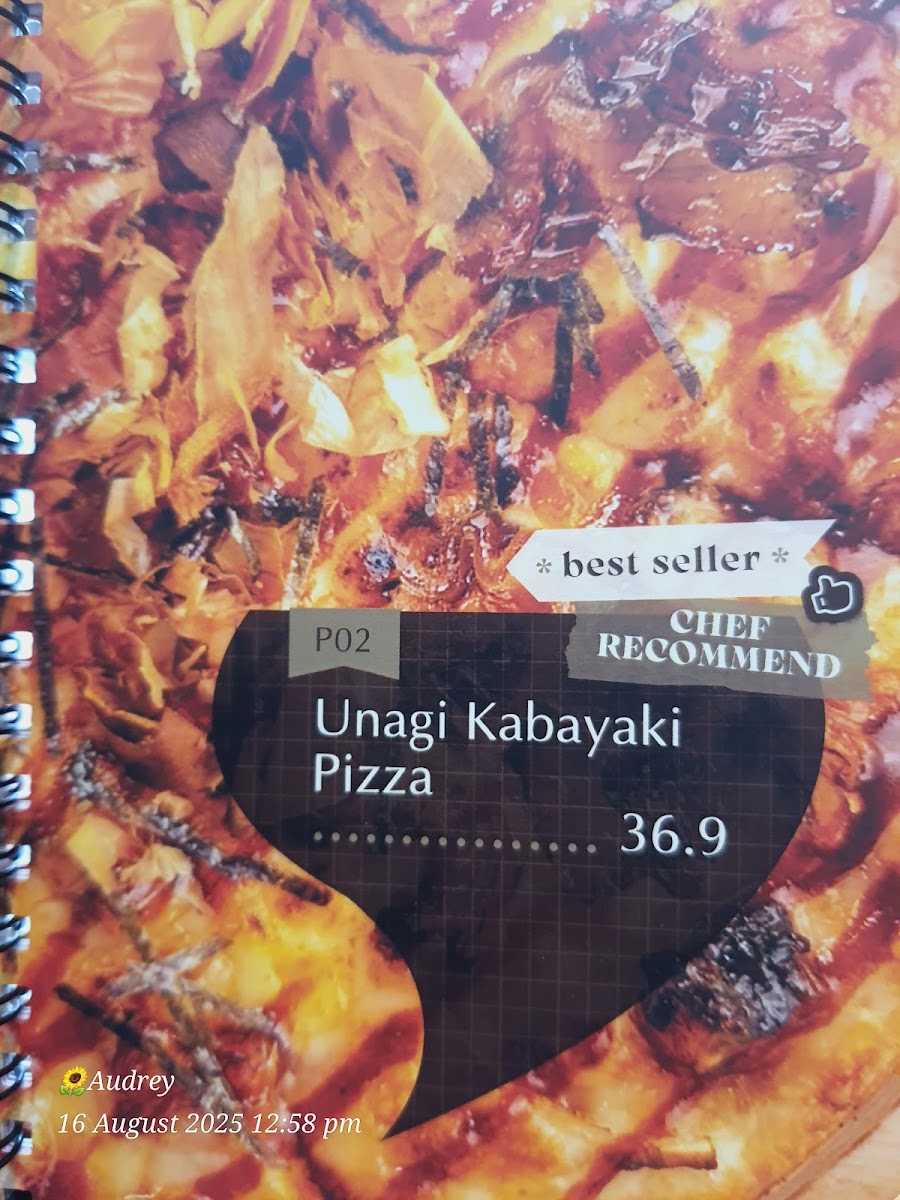 * best seller *
CHEF
RECOMMEND
P02
Unagi Kabayaki
Pizza
............... 36.9
🌻Audrey
16 August 2025 12:58 pm